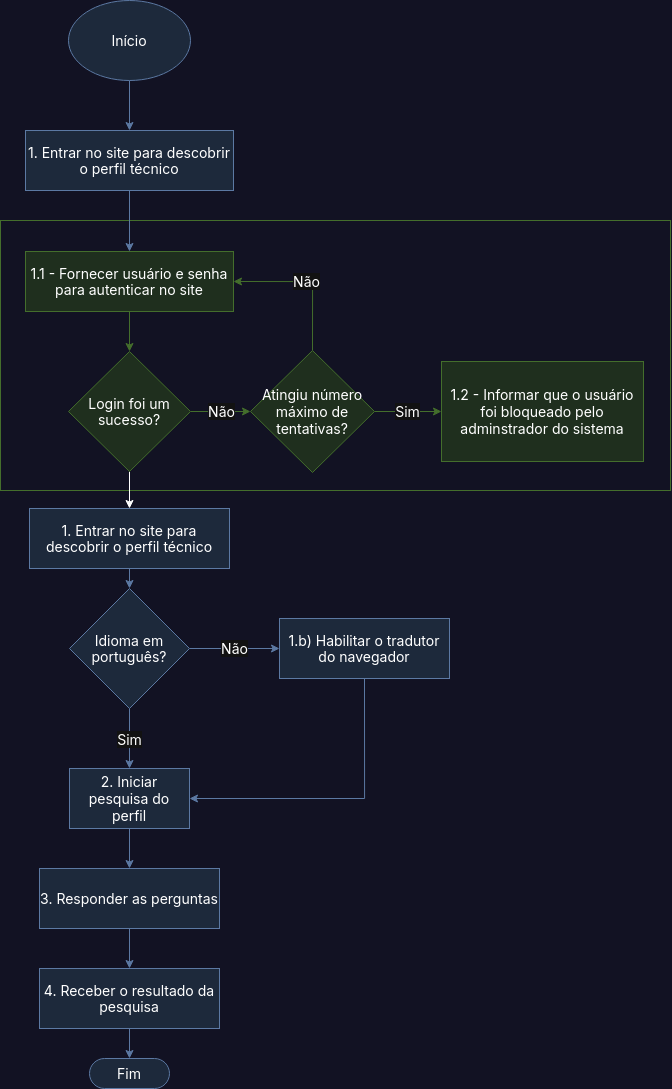 Início
1. Entrar no site para descobrir
o perfil técnico
1.1 - Fornecer usuário e senha
para autenticar no site
Não
Login foi um
sucesso?
Não
Atingiu número
máximo de
tentativas?
Sim
1.2 - Informar que o usuário
foi bloqueado pelo
adminstrador do sistema
1. Entrar no site para
descobrir o perfil técnico
Idioma em
português?
Não
1.b) Habilitar o tradutor
do navegador
Sim
2. Iniciar
pesquisa do
perfil
3. Responder as perguntas
4. Receber o resultado da
pesquisa
Fim